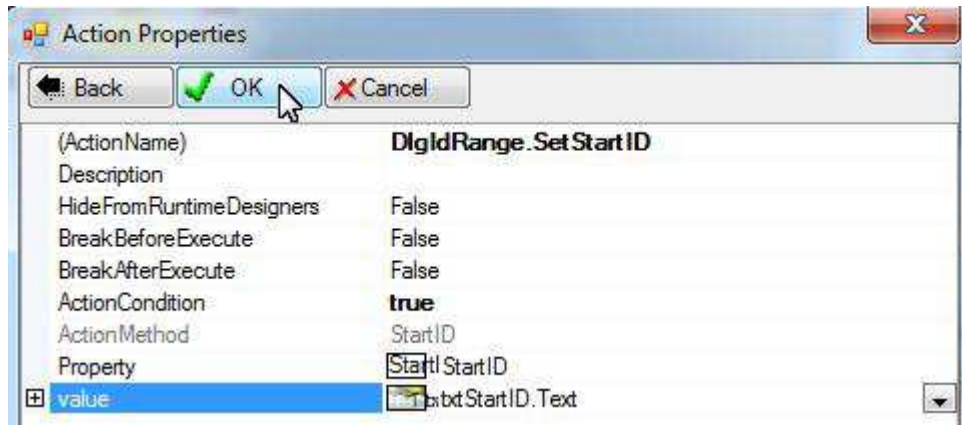 Action Properties
Back OK Cancel
(ActionName) DlgIdRange.SetStartID
Description
HideFromRuntimeDesigners False
BreakBeforeExecute False
BreakAfterExecute False
ActionCondition true
ActionMethod StartID
Property StartI StartID
value txtStartID.Text